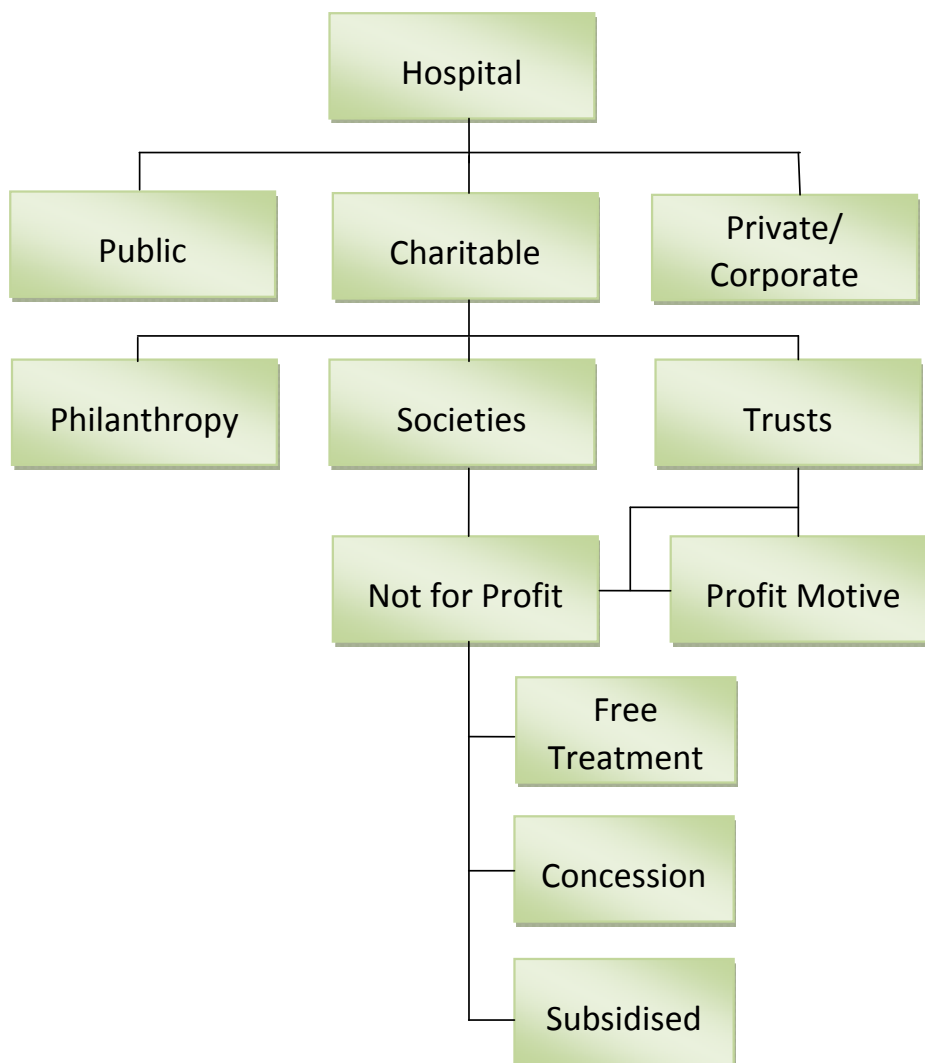 Hospital
Public
Charitable
Private/
Corporate
Philanthropy
Societies
Trusts
Not for Profit
Profit Motive
Free
Treatment
Concession
Subsidised